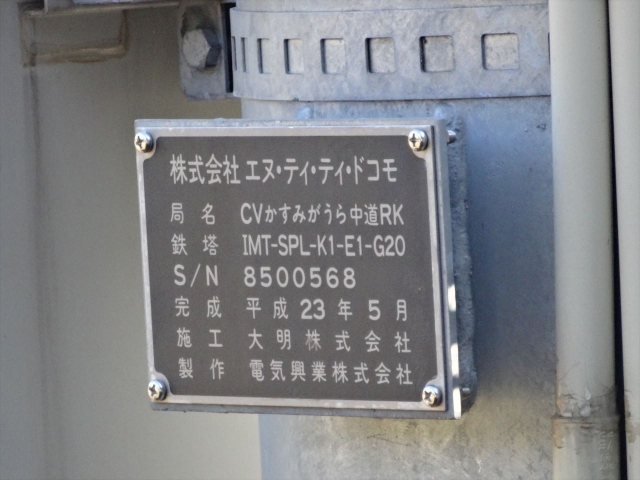 株式会社 エヌ・ティ・ティ・ドコモ
局名 CVかすみがうら中道RK
鉄塔 IMT-SPL-K1-E1-G20
S/N 8500568
完成 平成23年5月
施工 大明株式会社
製作 電気興業株式会社